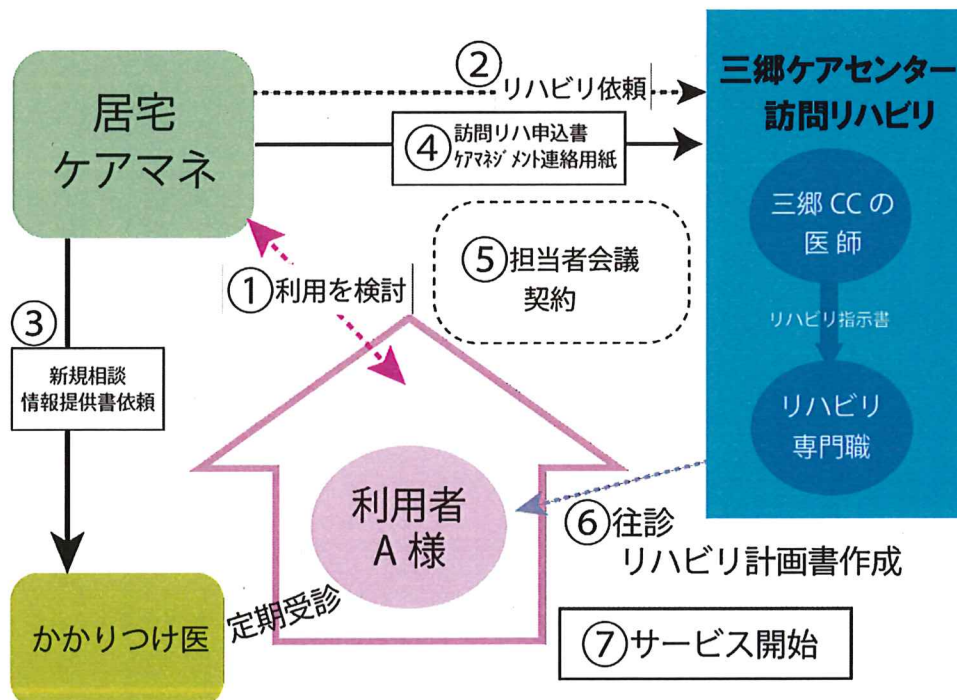 居宅
ケアマネ
②リハビリ依頼
④訪問リハ申込書
ケアマネジメント連絡用紙
三郷ケアセンター
訪問リハビリ
三郷CCの
医師
リハビリ指示書
リハビリ
専門職
①利用を検討
⑤担当者会議
契約
③
新規相談
情報提供書依頼
利用者
A様
⑥往診
リハビリ計画書作成
かかりつけ医
定期受診
⑦サービス開始